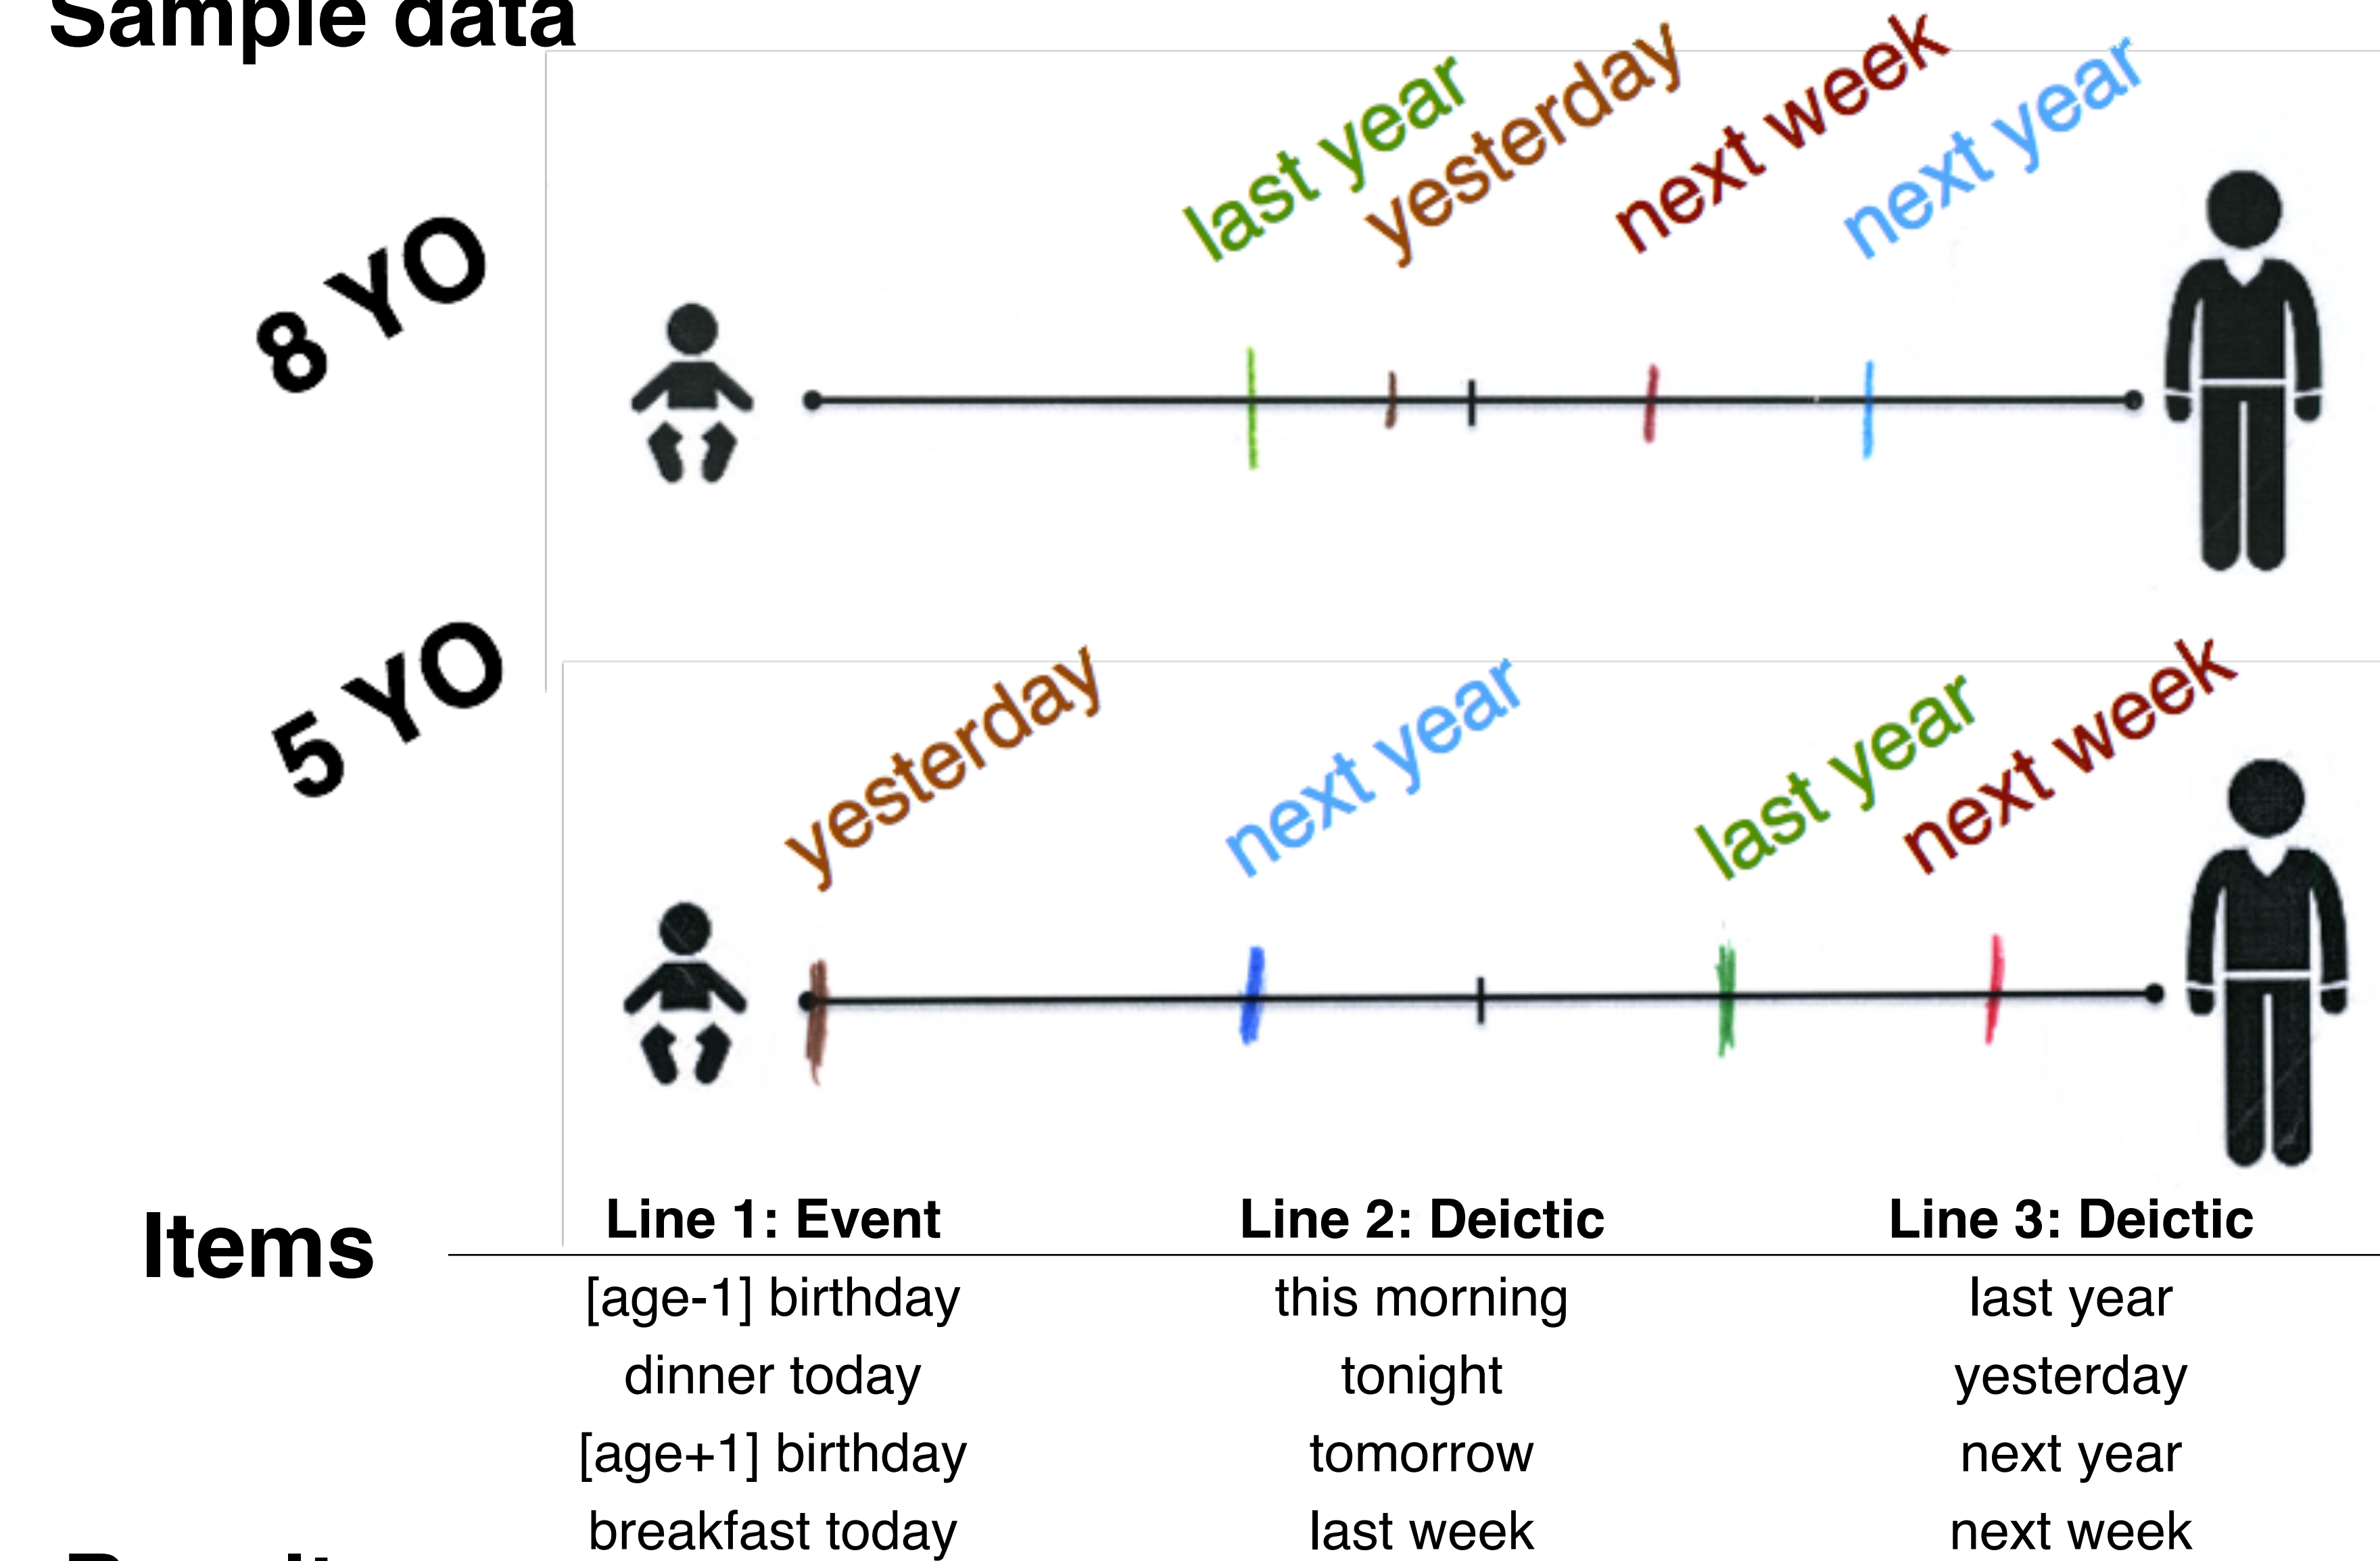 Sample data
8 YO
last year
yesterday
next week
next year
5 YO
yesterday
next year
last year
next week
Items
Line 1: Event Line 2: Deictic Line 3: Deictic
[age-1] birthday this morning last year
dinner today tonight yesterday
[age+1] birthday tomorrow next year
breakfast today last week next week